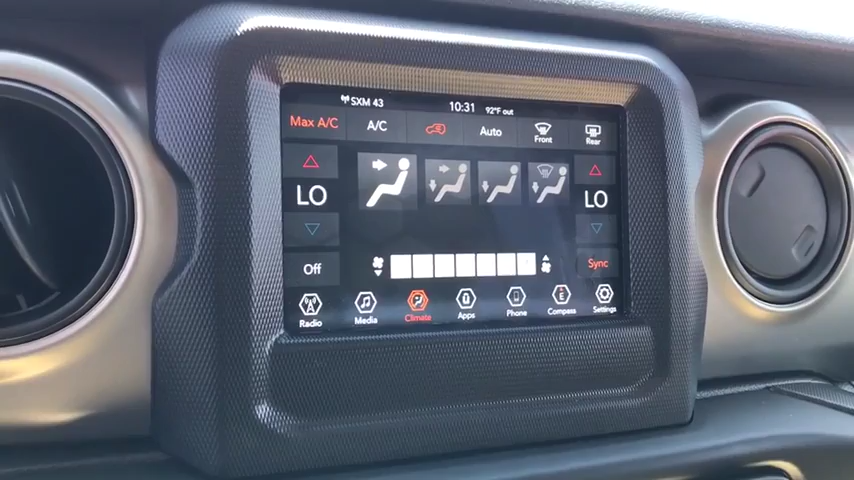 SXM 43 10:31 92°F out
Max A/C A/C Auto Front Rear
LO LO
Off Sync
Radio Media Climate Apps Phone E Compass Settings